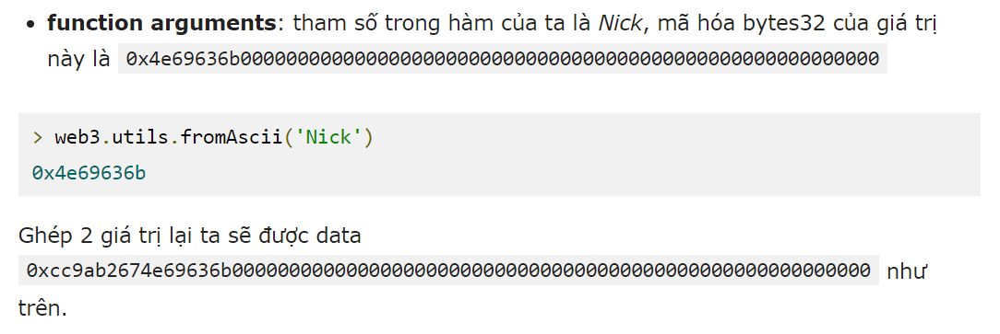 • function arguments: tham số trong hàm của ta là Nick, mã hóa bytes32 của giá trị
này là 0x4e69636b00000000000000000000000000000000000000000000000000000000
> web3.utils.fromAscii('Nick')
0x4e69636b
Ghép 2 giá trị lại ta sẽ được data
0xcc9ab2674e69636b00000000000000000000000000000000000000000000000000000000 như
trên.